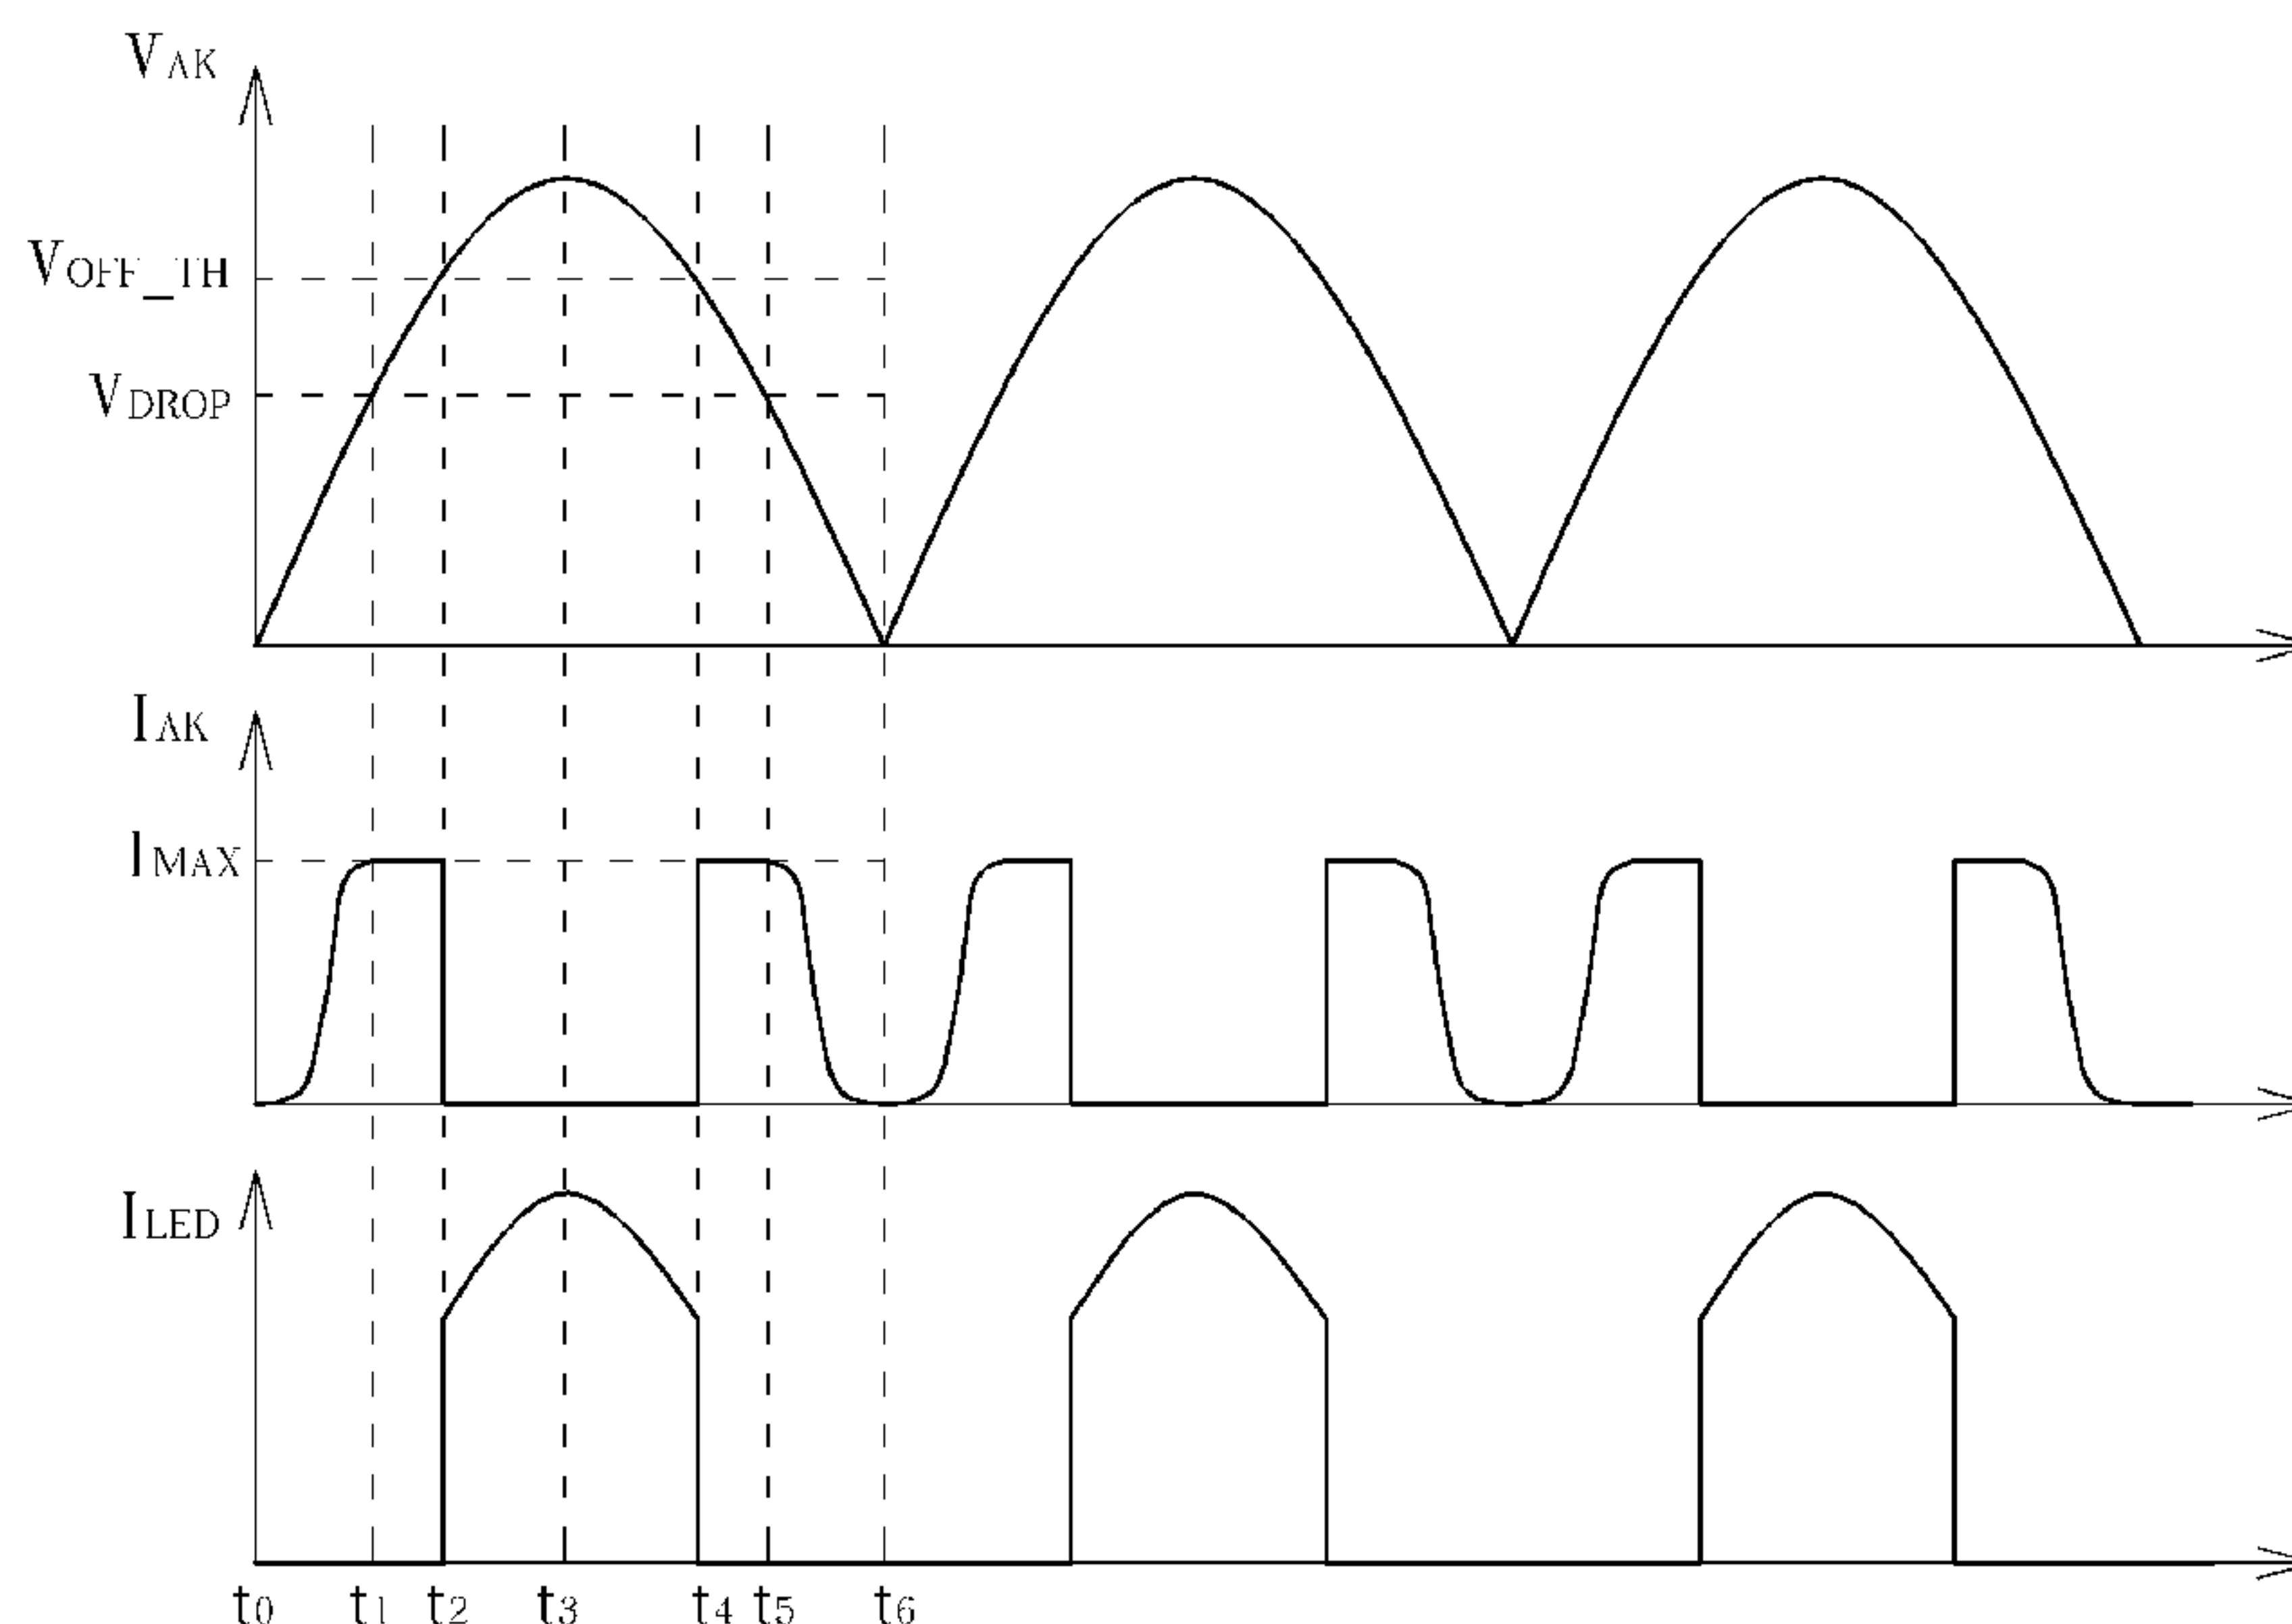 VAK
VOFF_TH
VDROP
IAK
IMAX
ILED
t0 t1 t2 t3 t4 t5 t6